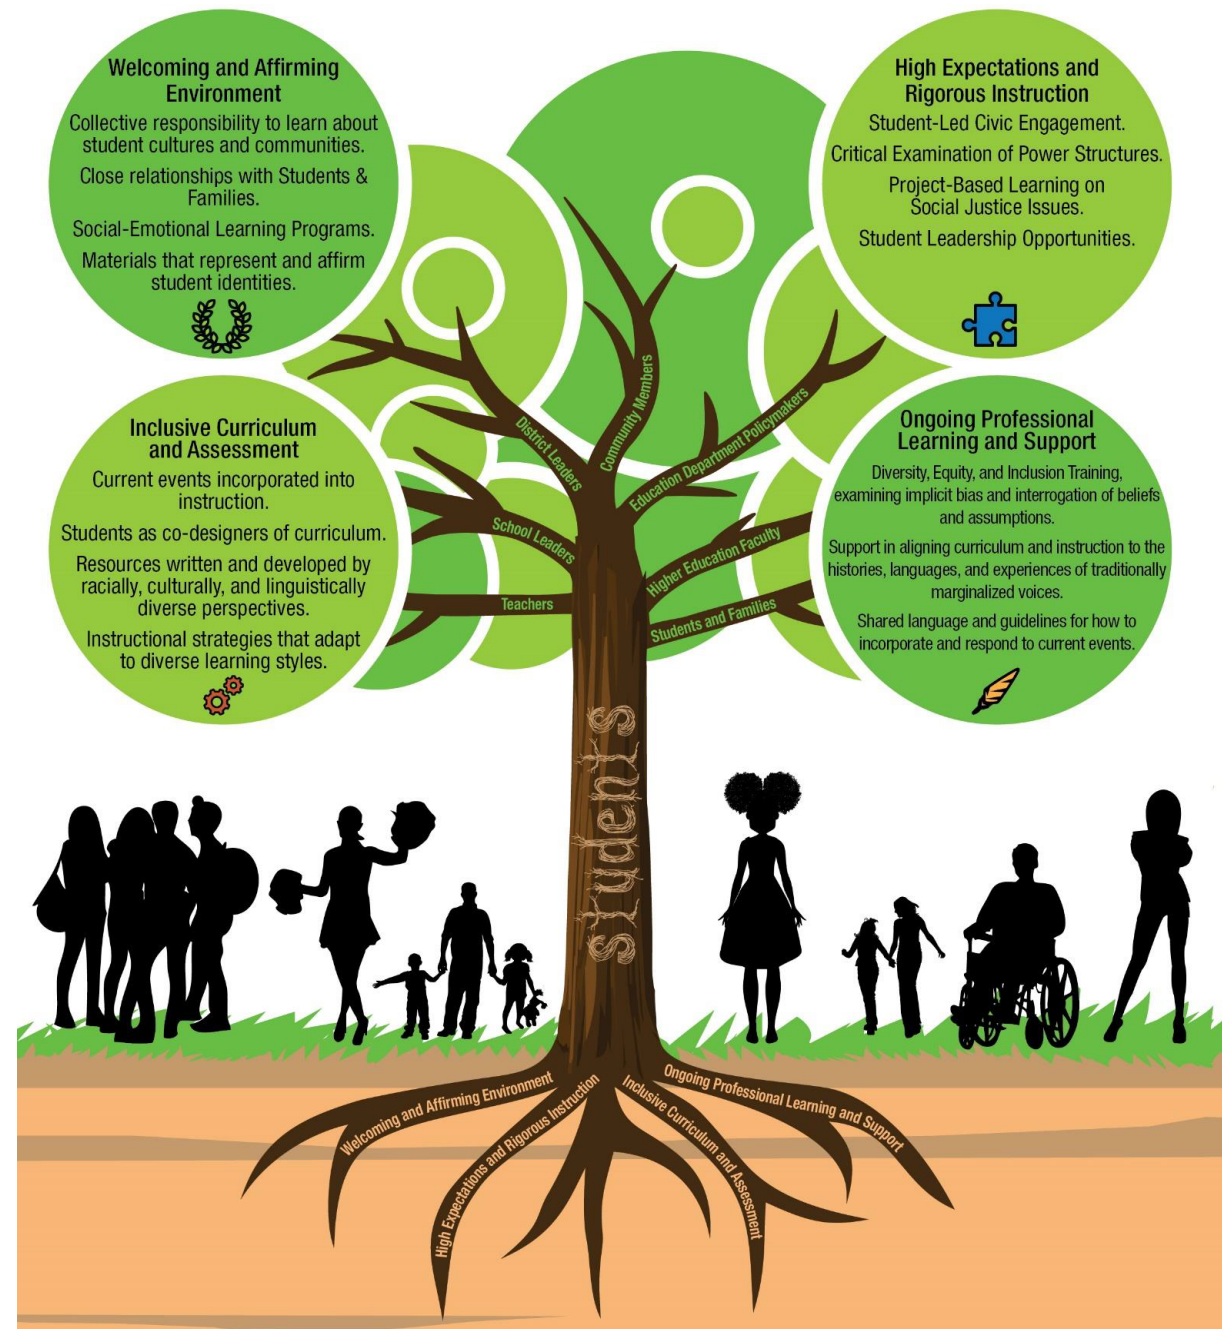 Welcoming and Affirming
Environment
Collective responsibility to learn about
student cultures and communities.
Close relationships with Students &
Families.
Social-Emotional Learning Programs.
Materials that represent and affirm
student identities.
High Expectations and
Rigorous Instruction
Student-Led Civic Engagement.
Critical Examination of Power Structures.
Project-Based Learning on
Social Justice Issues.
Student Leadership Opportunities.
Inclusive Curriculum
and Assessment
Current events incorporated into
instruction.
Students as co-designers of curriculum.
Resources written and developed by
racially, culturally, and linguistically
diverse perspectives.
Instructional strategies that adapt
to diverse learning styles.
Ongoing Professional
Learning and Support
Diversity, Equity, and Inclusion Training,
examining implicit bias and interrogation of beliefs
and assumptions.
Support in aligning curriculum and instruction to the
histories, languages, and experiences of traditionally
marginalized voices.
Shared language and guidelines for how to
incorporate and respond to current events.
District Leaders
Community Members
Education Department Policymakers
School Leaders
Higher Education Faculty
Teachers
Students and Families
students
Welcoming and Affirming Environment
High Expectations and Rigorous Instruction
Inclusive Curriculum and Assessment
Ongoing Professional Learning and Support